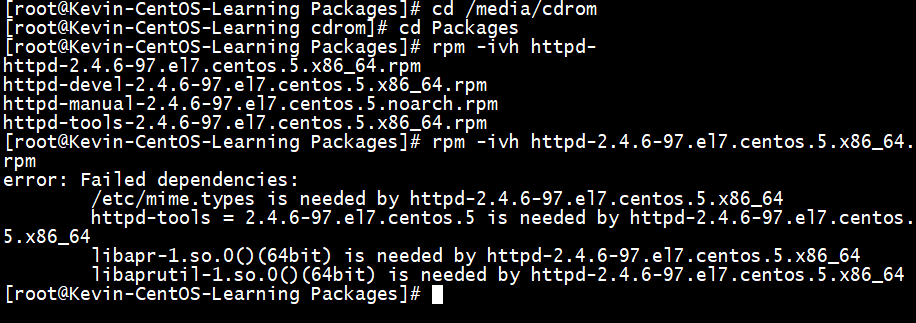 [root@Kevin-CentOS-Learning Packages]# cd /media/cdrom
[root@Kevin-CentOS-Learning cdrom]# cd Packages
[root@Kevin-CentOS-Learning Packages]# rpm -ivh httpd-
httpd-2.4.6-97.el7.centos.5.x86_64.rpm
httpd-devel-2.4.6-97.el7.centos.5.x86_64.rpm
httpd-manual-2.4.6-97.el7.centos.5.noarch.rpm
httpd-tools-2.4.6-97.el7.centos.5.x86_64.rpm
[root@Kevin-CentOS-Learning Packages]# rpm -ivh httpd-2.4.6-97.el7.centos.5.x86_64.
rpm
error: Failed dependencies:
        /etc/mime.types is needed by httpd-2.4.6-97.el7.centos.5.x86_64
        httpd-tools = 2.4.6-97.el7.centos.5 is needed by httpd-2.4.6-97.el7.centos.
5.x86_64
        libapr-1.so.0()(64bit) is needed by httpd-2.4.6-97.el7.centos.5.x86_64
        libaprutil-1.so.0()(64bit) is needed by httpd-2.4.6-97.el7.centos.5.x86_64
[root@Kevin-CentOS-Learning Packages]#